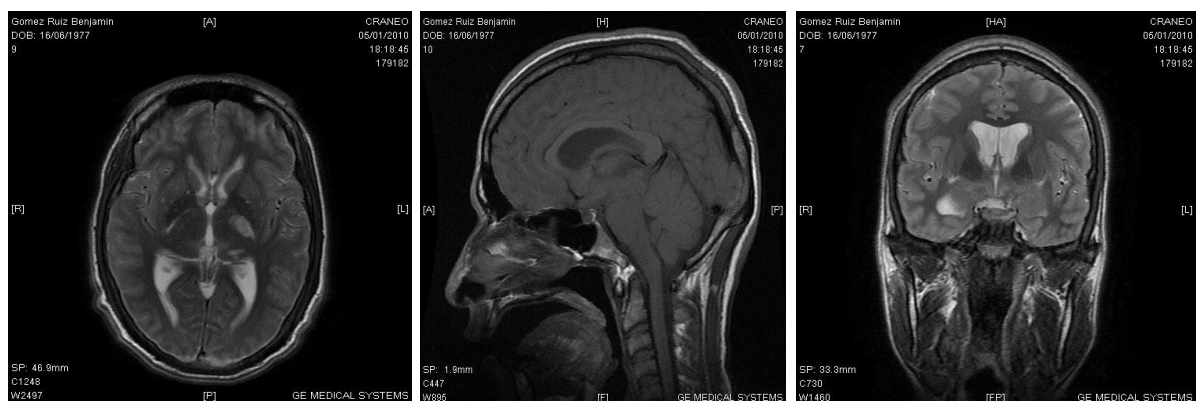 Gomez Ruiz Benjamin
DOB: 16/06/1977
9
[A]
CRANEO
05/01/2010
18:18:45
179182
[R]
[L]
SP: 46.9mm
C1248
W2497
[P]
GE MEDICAL SYSTEMS
Gomez Ruiz Benjamin
DOB: 16/06/1977
10
[H]
CRANEO
05/01/2010
18:18:45
179182
[A]
[P]
SP: 1.9mm
C447
W895
[F]
GE MEDICAL SYSTEMS
Gomez Ruiz Benjamin
DOB: 16/06/1977
7
[HA]
CRANEO
05/01/2010
18:18:45
179182
[R]
[L]
SP: 33.3mm
C730
W1460
[FP]
GE MEDICAL SYSTEMS